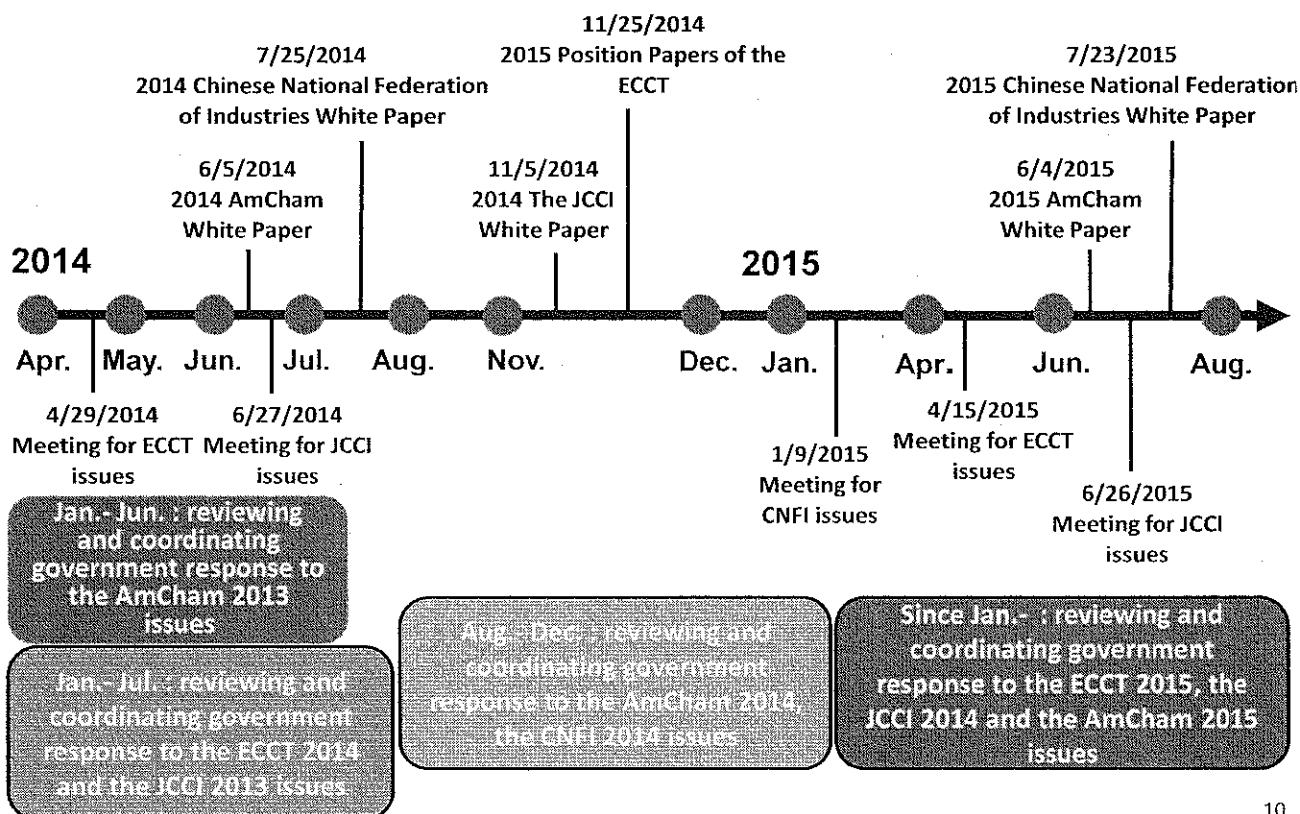 11/25/2014
2015 Position Papers of the
ECCT
7/25/2014
2014 Chinese National Federation
of Industries White Paper
7/23/2015
2015 Chinese National Federation
of Industries White Paper
6/5/2014
2014 AmCham
White Paper
11/5/2014
2014 The JCCI
White Paper
6/4/2015
2015 AmCham
White Paper
2014
2015
Apr.
May.
Jun.
Jul.
Aug.
Nov.
Dec.
Jan.
Apr.
Jun.
Aug.
4/29/2014
Meeting for ECCT
issues
6/27/2014
Meeting for JCCI
issues
1/9/2015
Meeting for
CNFI issues
4/15/2015
Meeting for ECCT
issues
6/26/2015
Meeting for JCCI
issues
Jan.- Jun. : reviewing
and coordinating
government response to
the AmCham 2013
issues
Jan.- Jul. : reviewing and
coordinating government
response to the ECCT 2014
and the JCCI 2013 issues
Aug.- Dec. : reviewing and
coordinating government
response to the AmCham 2014,
the CNFI 2014 issues
Since Jan.- : reviewing and
coordinating government
response to the ECCT 2015, the
JCCI 2014 and the AmCham 2015
issues
10